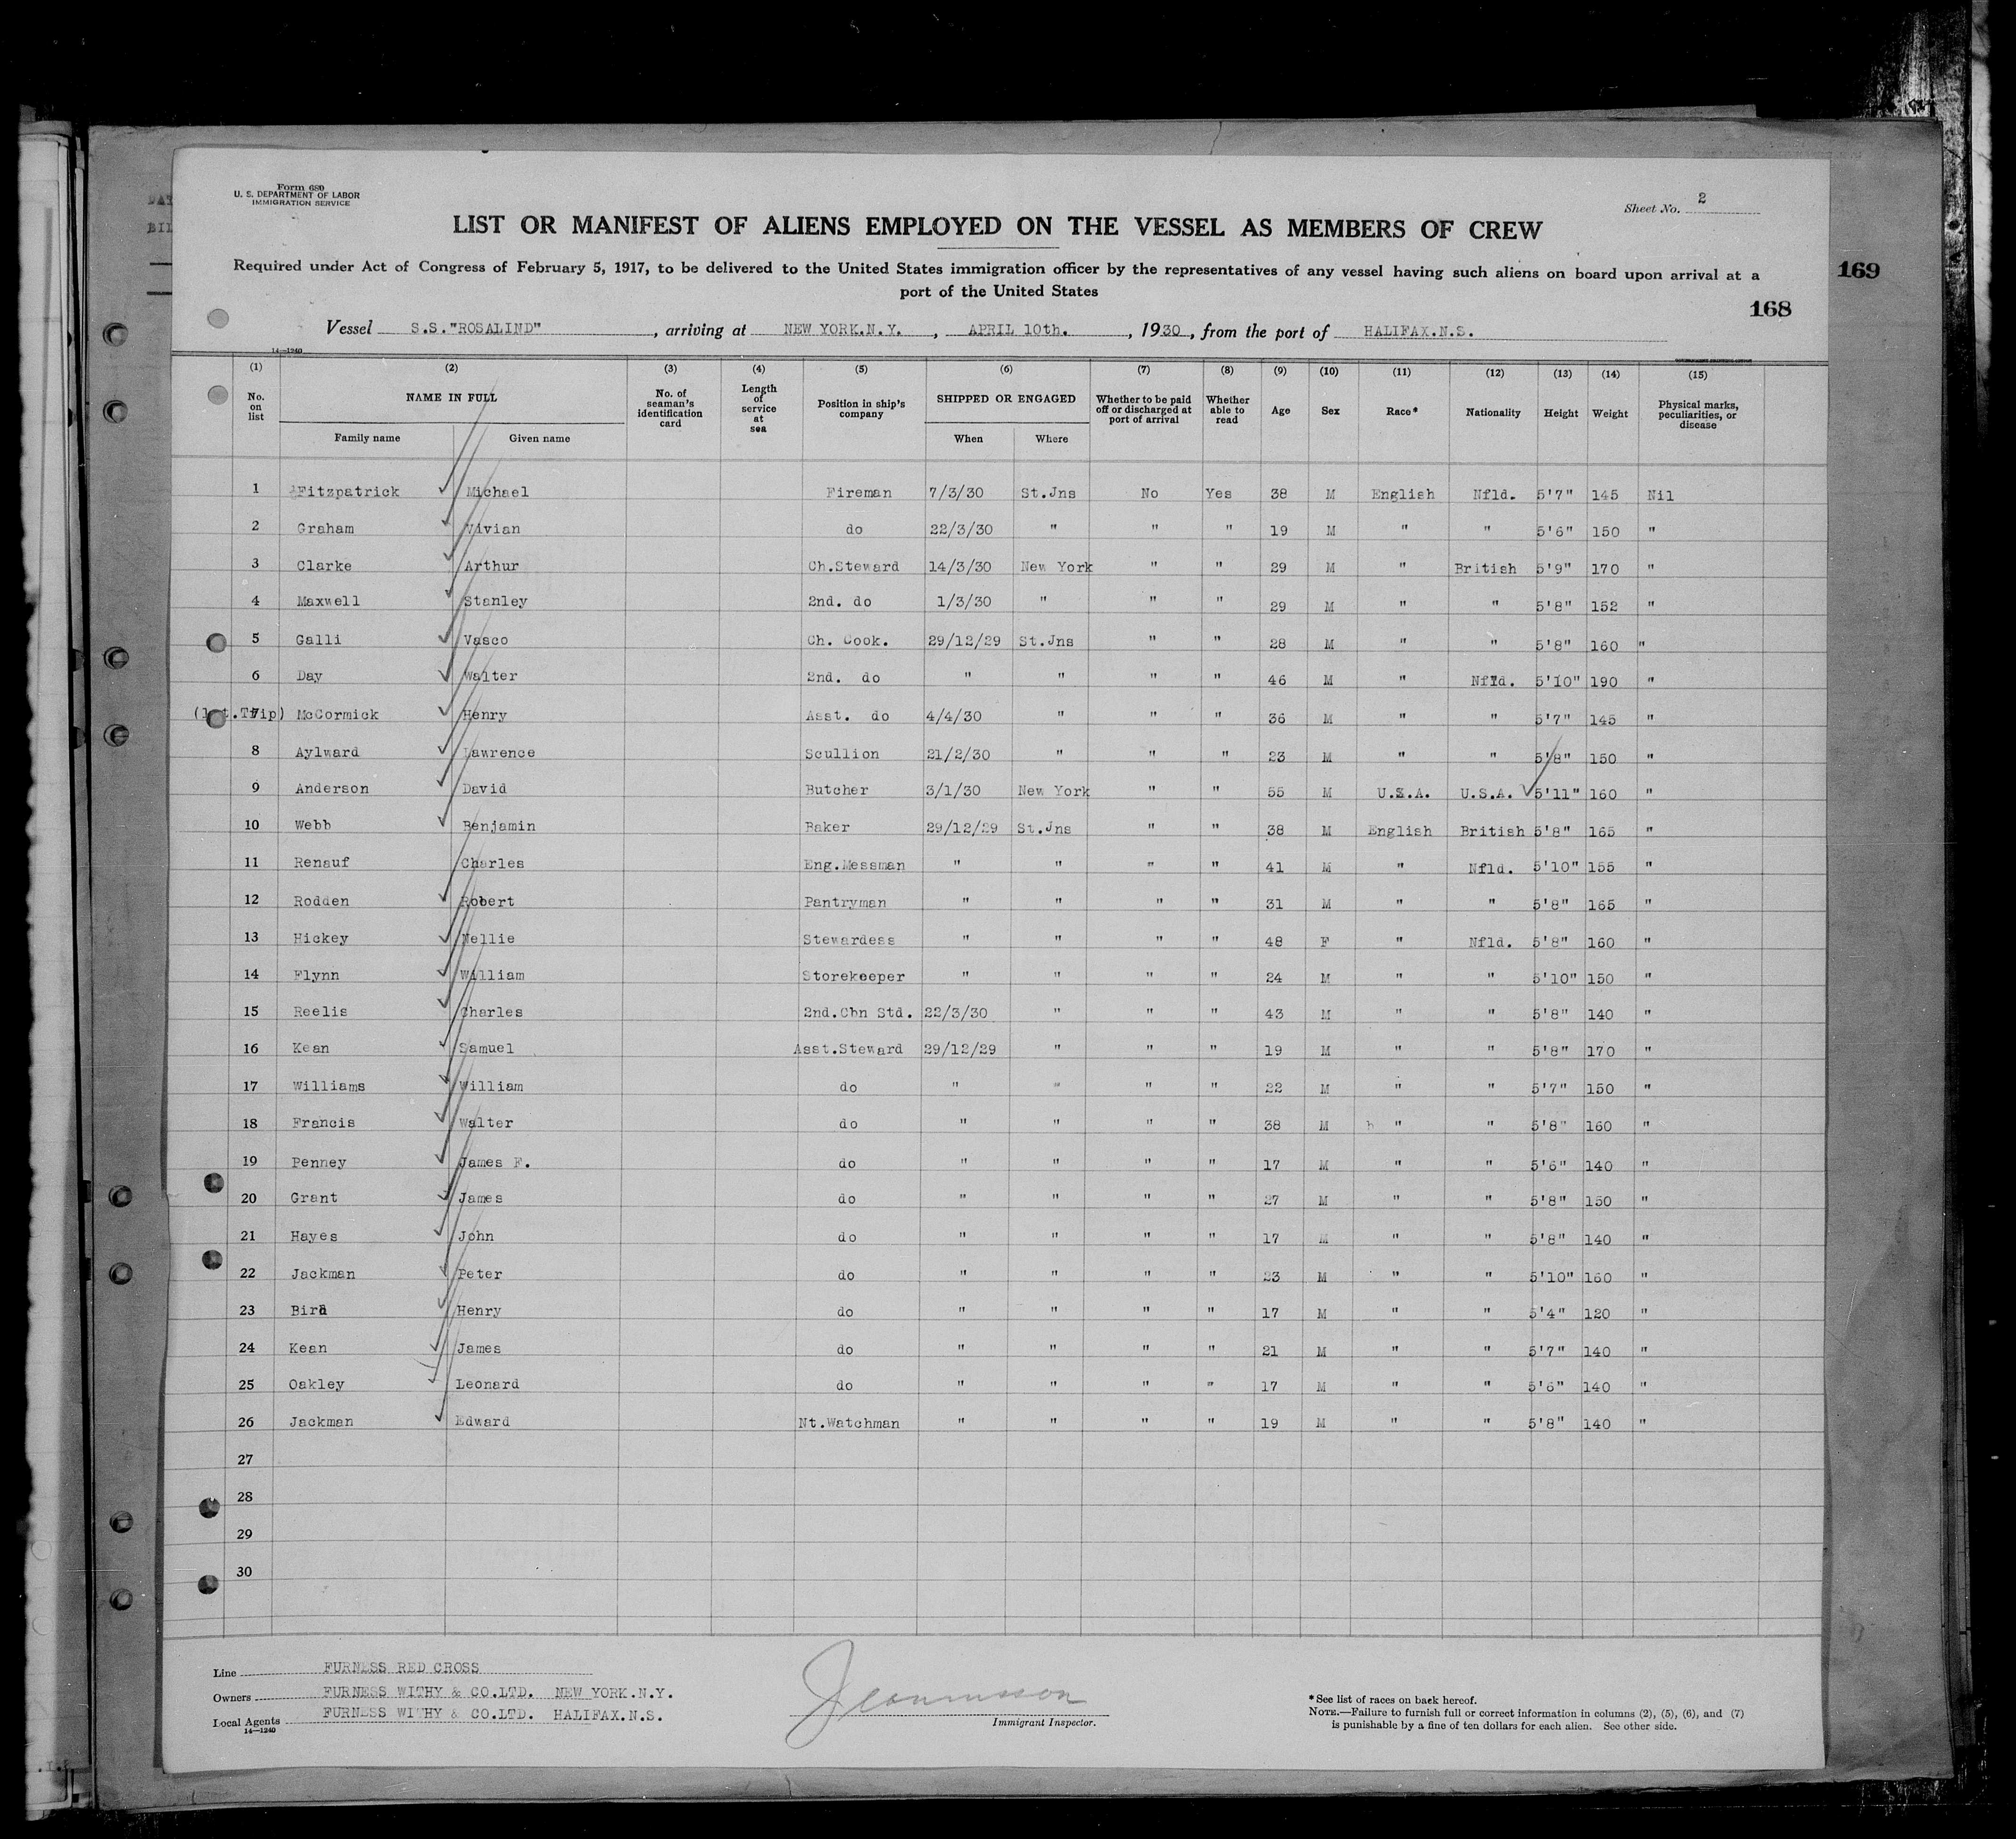 Form 680
U. S. DEPARTMENT OF LABOR
IMMIGRATION SERVICE
Sheet No. 2
LIST OR MANIFEST OF ALIENS EMPLOYED ON THE VESSEL AS MEMBERS OF CREW
Required under Act of Congress of February 5, 1917, to be delivered to the United States immigration officer by the representatives of any vessel having such aliens on board upon arrival at a
port of the United States
169
168
Vessel S.S."ROSALIND", arriving at NEW YORK.N.Y., APRIL 10th., 1930, from the port of HALIFAX.N.S.
14—1240
(1) (2) (3) (4) (5) (6) (7) (8) (9) (10) (11) (12) (13) (14) (15)
No. on list NAME IN FULL No. of seaman's identification card Length of service at sea Position in ship's company SHIPPED OR ENGAGED Whether to be paid off or discharged at port of arrival Whether able to read Age Sex Race* Nationality Height Weight Physical marks, peculiarities, or disease
Family name Given name When Where
1 Fitzpatrick Michael Fireman 7/3/30 St.Jns No Yes 38 M English Nfld. 5'7" 145 Nil
2 Graham Vivian do 22/3/30 " " " 19 M " " 5'6" 150 "
3 Clarke Arthur Ch.Steward 14/3/30 New York " " 29 M " British 5'9" 170 "
4 Maxwell Stanley 2nd. do 1/3/30 " " " 29 M " " 5'8" 152 "
5 Galli Vasco Ch. Cook. 29/12/29 St.Jns " " 28 M " " 5'8" 160 "
6 Day Walter 2nd. do " " " " 46 M " Nfld. 5'10" 190 "
(1st.Trip) 7 McCormick Henry Asst. do 4/4/30 " " " 36 M " " 5'7" 145 "
8 Aylward Lawrence Scullion 21/2/30 " " " 23 M " " 5'8" 150 "
9 Anderson David Butcher 3/1/30 New York " " 55 M U.S.A. U.S.A. 5'11" 160 "
10 Webb Benjamin Baker 29/12/29 St.Jns " " 38 M English British 5'8" 165 "
11 Renauf Charles Eng.Messman " " " " 41 M " Nfld. 5'10" 155 "
12 Rodden Robert Pantryman " " " " 31 M " " 5'8" 165 "
13 Hickey Nellie Stewardess " " " " 48 F " Nfld. 5'8" 160 "
14 Flynn William Storekeeper " " " " 24 M " " 5'10" 150 "
15 Reelis Charles 2nd.Cbn Std. 22/3/30 " " " 43 M " " 5'8" 140 "
16 Kean Samuel Asst.Steward 29/12/29 " " " 19 M " " 5'8" 170 "
17 Williams William do " " " " 22 M " " 5'7" 150 "
18 Francis Walter do " " " " 38 M " " 5'8" 160 "
19 Penney James F. do " " " " 17 M " " 5'6" 140 "
20 Grant James do " " " " 27 M " " 5'8" 150 "
21 Hayes John do " " " " 17 M " " 5'8" 140 "
22 Jackman Peter do " " " " 23 M " " 5'10" 160 "
23 Bird Henry do " " " " 17 M " " 5'4" 120 "
24 Kean James do " " " " 21 M " " 5'7" 140 "
25 Oakley Leonard do " " " " 17 M " " 5'6" 140 "
26 Jackman Edward Nt.Watchman " " " " 19 M " " 5'8" 140 "
27
28
29
30
Line FURNESS RED CROSS
Owners FURNESS WITHY & CO.LTD. NEW YORK.N.Y.
Local Agents FURNESS WITHY & CO.LTD. HALIFAX.N.S.
14—1240
Immigrant Inspector.
*See list of races on back hereof.
NOTE.—Failure to furnish full or correct information in columns (2), (5), (6), and (7)
is punishable by a fine of ten dollars for each alien. See other side.